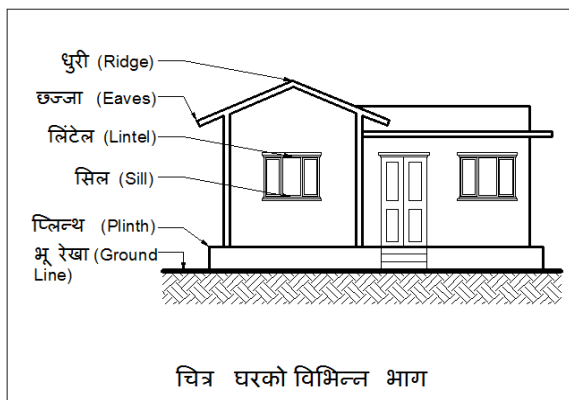 धुरी (Ridge)
छज्जा (Eaves)
लिंटेल (Lintel)
सिल (Sill)
प्लिन्थ (Plinth)
भू रेखा (Ground
Line)
चित्र घरको विभिन्न भाग